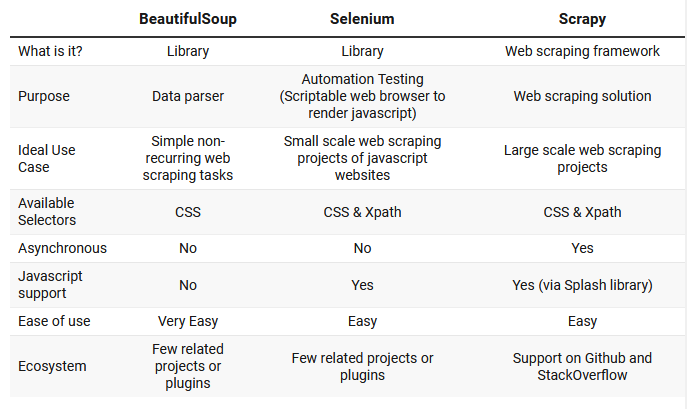 BeautifulSoup Selenium Scrapy
What is it? Library Library Web scraping framework
Purpose Data parser Automation Testing
(Scriptable web browser to
render javascript) Web scraping solution
Ideal Use
Case Simple non-
recurring web
scraping tasks Small scale web scraping
projects of javascript
websites Large scale web scraping
projects
Available
Selectors CSS CSS & Xpath CSS & Xpath
Asynchronous No No Yes
Javascript
support No Yes Yes (via Splash library)
Ease of use Very Easy Easy Easy
Ecosystem Few related
projects or
plugins Few related projects or
plugins Support on Github and
StackOverflow